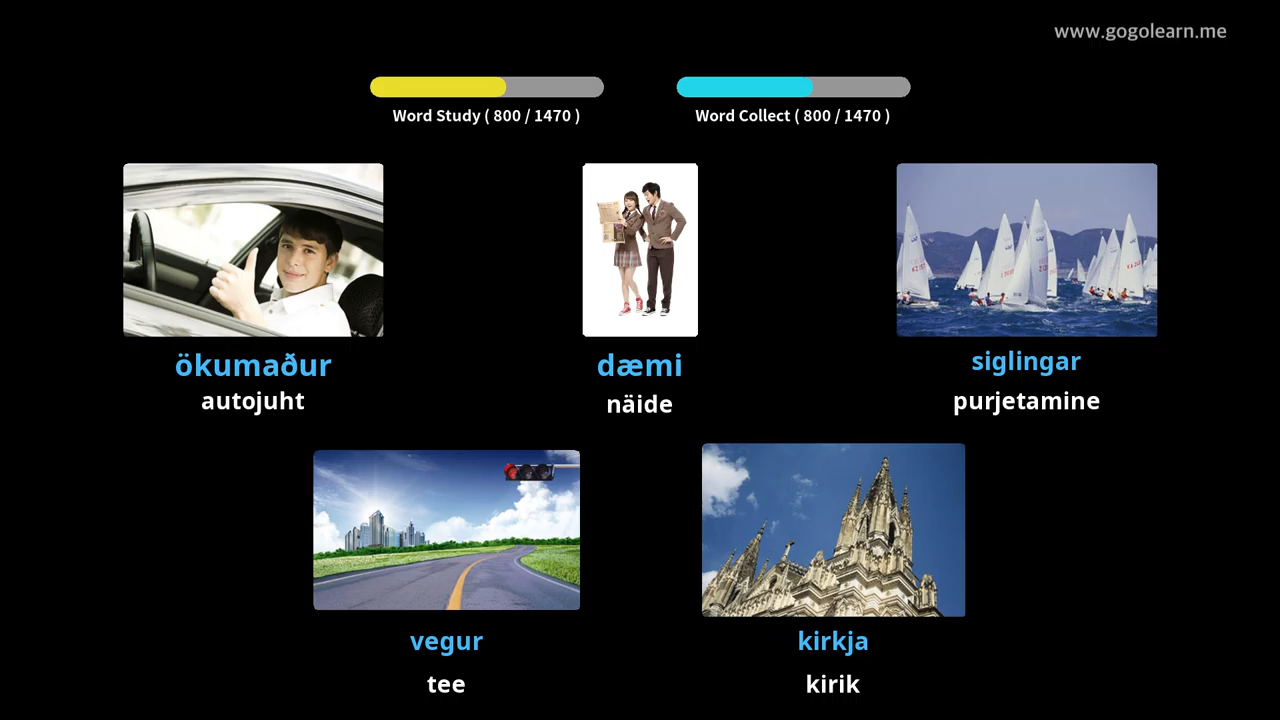 www.gogolearn.me
Word Study ( 800 / 1470 )
Word Collect ( 800 / 1470 )
ökumaður
autojuht
dæmi
näide
siglingar
purjetamine
vegur
tee
kirkja
kirik